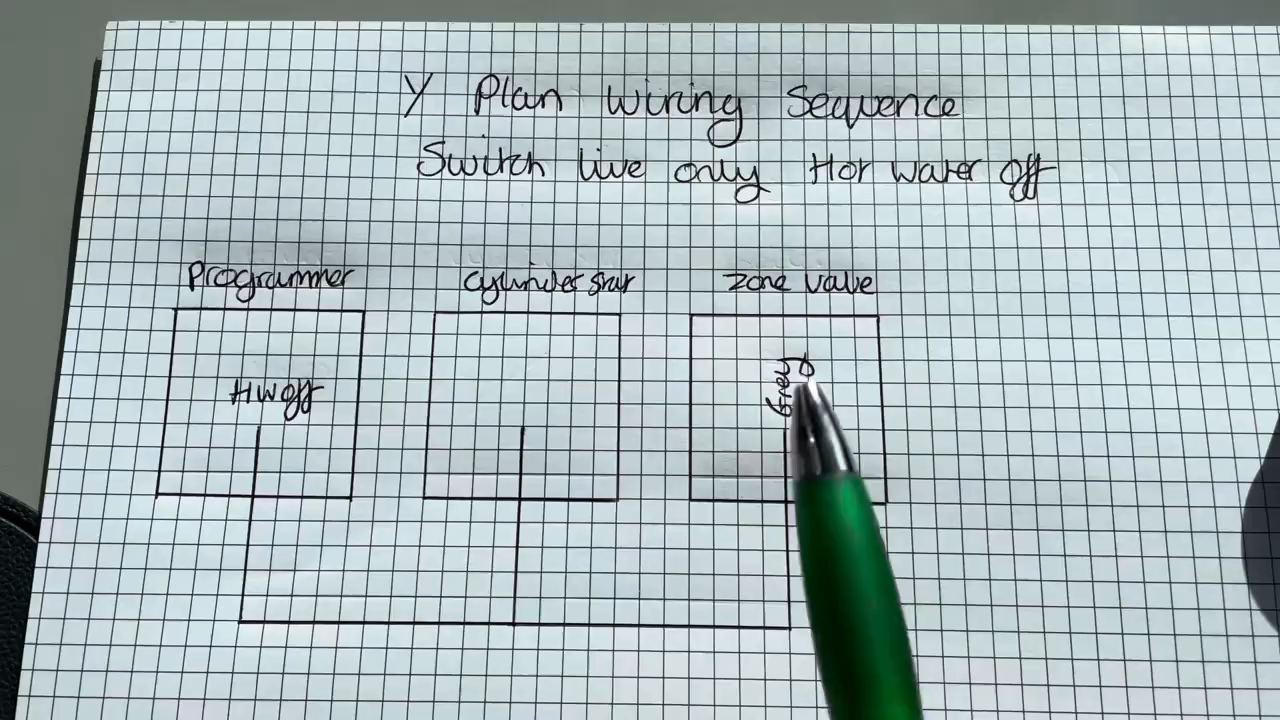 Y Plan Wiring Sequence
Switch live only Hot water off
Programmer
Cylinder stat
Zone valve
HW off
Grey